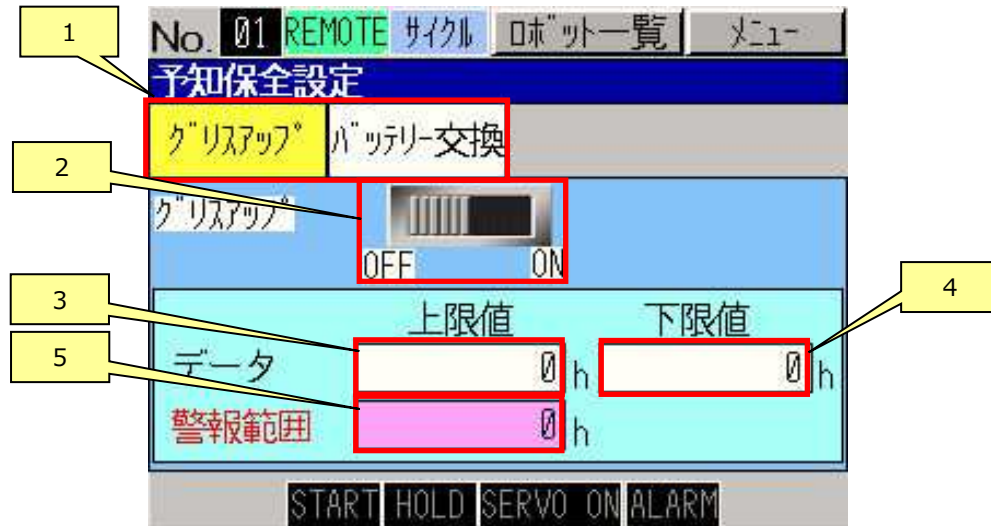 1
No. 01 REMOTE ｻｲｸﾙ ﾛﾎﾞｯﾄ一覧 ﾒﾆｭｰ
予知保全設定
ｸﾞﾘｽｱｯﾌﾟ ﾊﾞｯﾃﾘｰ交換
2
ｸﾞﾘｽｱｯﾌﾟ
OFF ON
3
4
上限値 下限値
5
データ 0 h 0 h
警報範囲 0 h
START HOLD SERVO ON ALARM